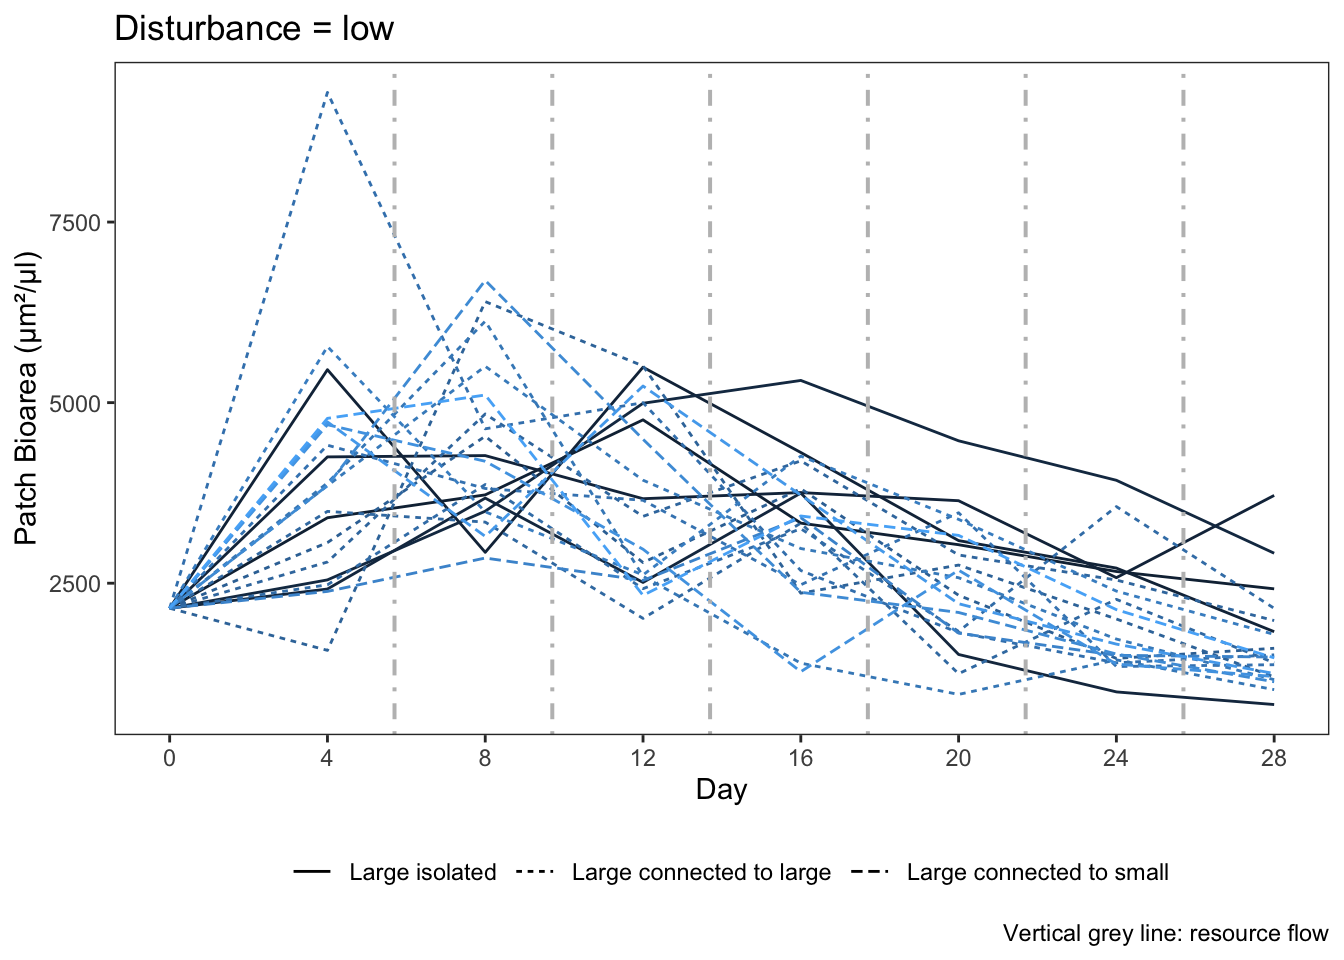 Disturbance = low
Patch Bioarea (µm²/µl)
7500
5000
2500
0 4 8 12 16 20 24 28
Day
Large isolated Large connected to large Large connected to small
Vertical grey line: resource flow